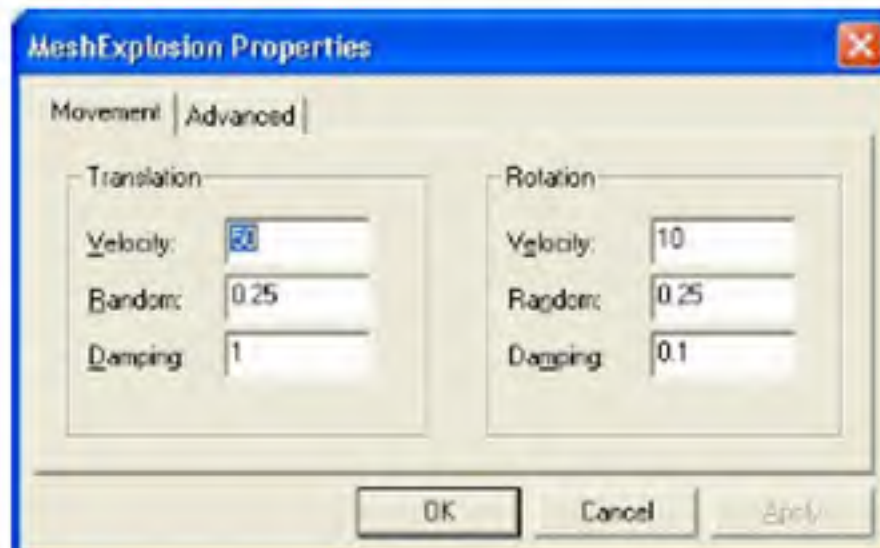 MeshExplosion Properties
Movement Advanced
Translation
Velocity: 50
Random: 0.25
Damping: 1
Rotation
Velocity: 10
Random: 0.25
Damping: 0.1
OK Cancel Apply